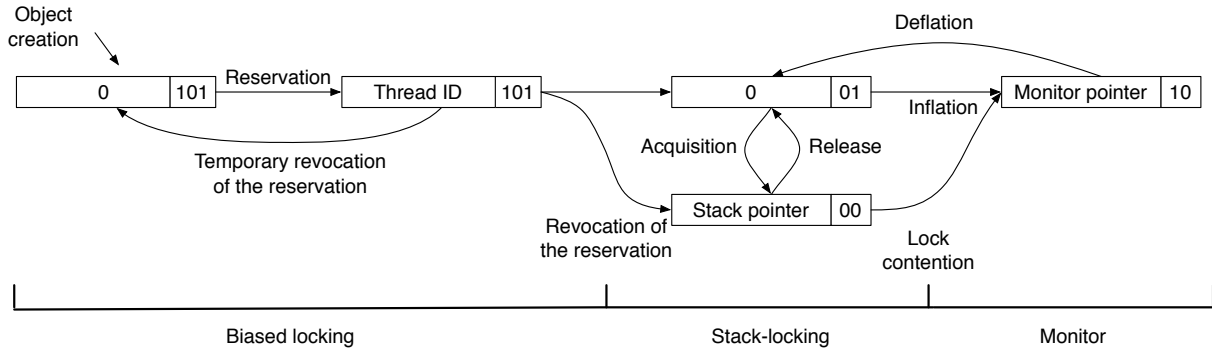 Object
creation
Deflation
0 101
Reservation
Thread ID 101
0 01
Inflation
Monitor pointer 10
Temporary revocation
of the reservation
Acquisition
Release
Stack pointer 00
Revocation of
the reservation
Lock
contention
Biased locking
Stack-locking
Monitor